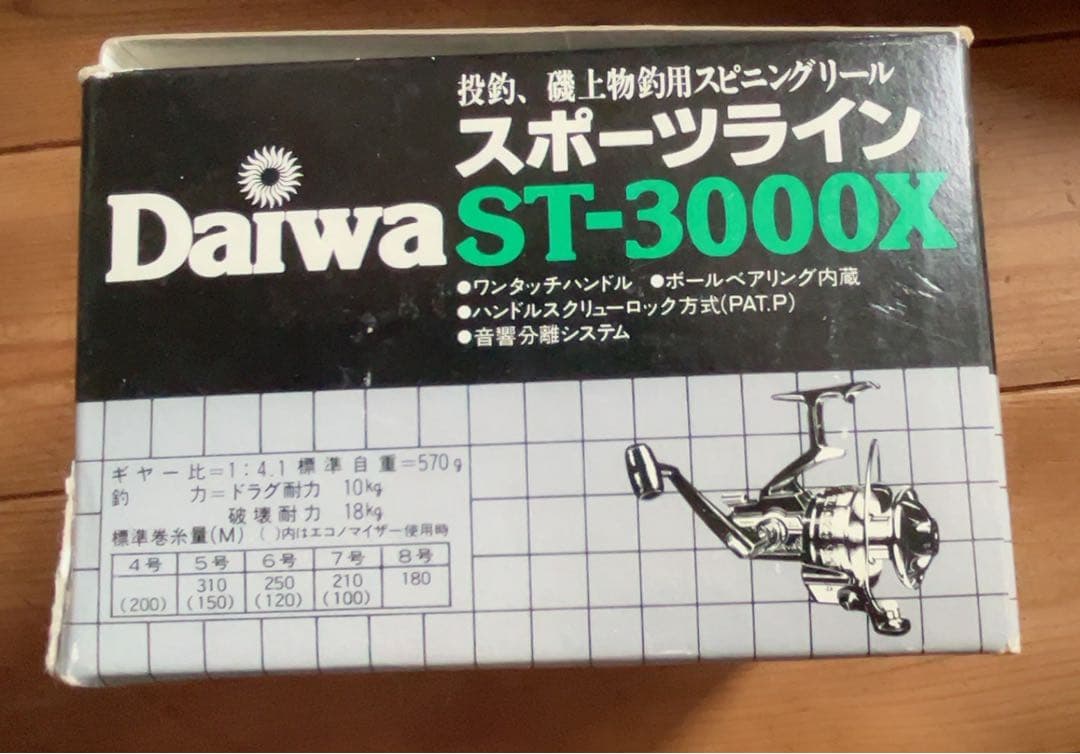 投釣、磯上物釣用スピニングリール
スポーツライン
Daiwa
ST-3000X
●ワンタッチハンドル ●ボールベアリング内蔵
●ハンドルスクリューロック方式(PAT.P)
●音響分離システム
ギヤー比=1:4.1 標準自重=570g
釣力=ドラグ耐力 10kg
破壊耐力 18kg
標準巻糸量(M) ( )内はエコノマイザー使用時
4号 5号 6号 7号 8号
310 250 210 180
(200) (150) (120) (100)